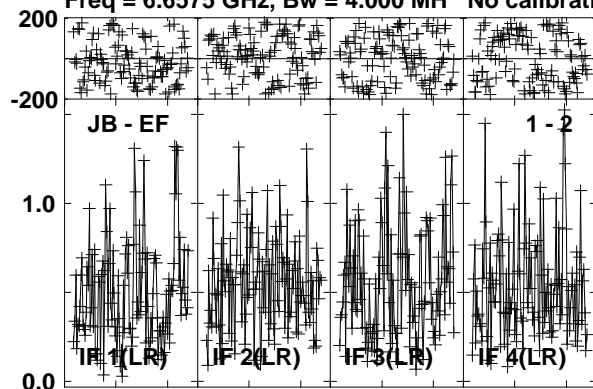 Freq = 6.6575 GHz, Bw = 4.000 MH No calibrati
200
-200
JB - EF 1 - 2
1.0
IF 1(LR) IF 2(LR) IF 3(LR) IF 4(LR)
0.0